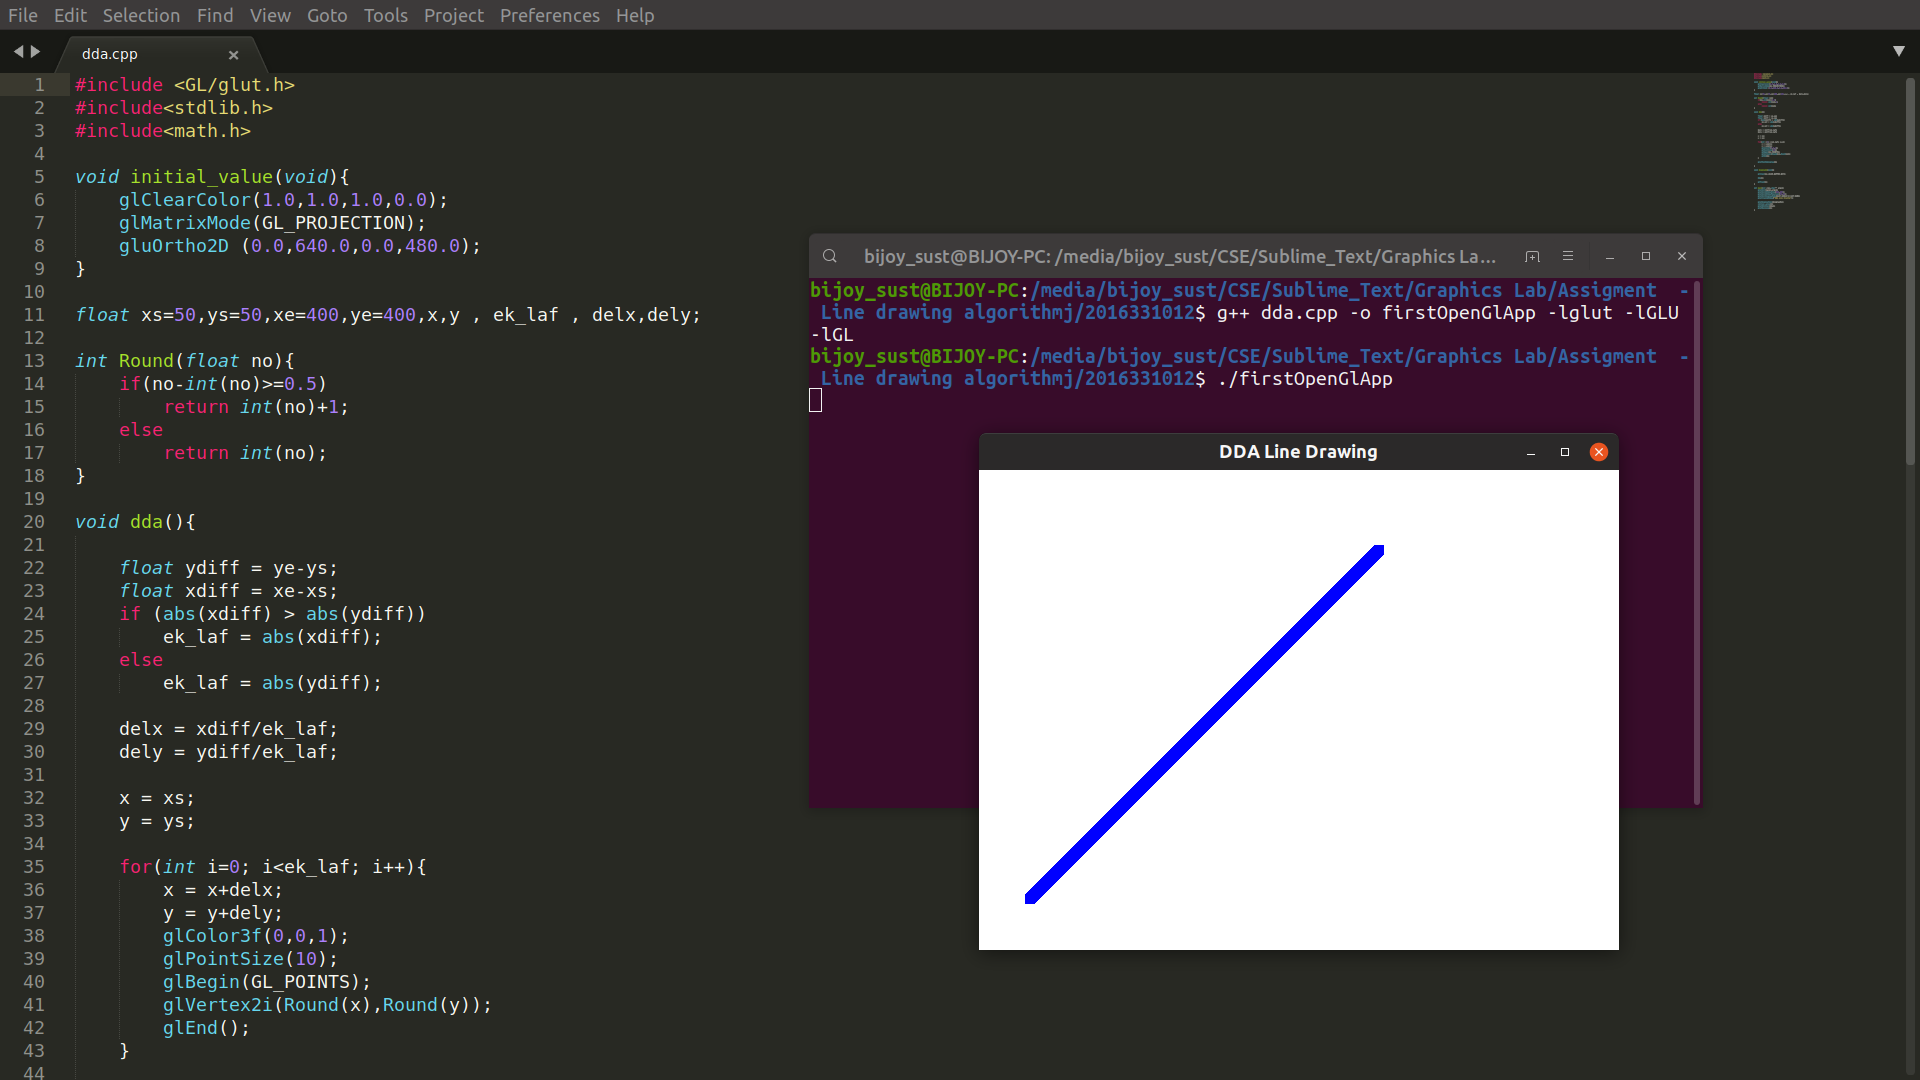 File Edit Selection Find View Goto Tools Project Preferences Help
dda.cpp
1 #include <GL/glut.h>
2 #include<stdlib.h>
3 #include<math.h>
4
5 void initial_value(void){
6 glClearColor(1.0,1.0,1.0,0.0);
7 glMatrixMode(GL_PROJECTION);
8 gluOrtho2D (0.0,640.0,0.0,480.0);
9 }
10
11 float xs=50,ys=50,xe=400,ye=400,x,y , ek_laf , delx,dely;
12
13 int Round(float no){
14 if(no-int(no)>=0.5)
15 return int(no)+1;
16 else
17 return int(no);
18 }
19
20 void dda(){
21
22 float ydiff = ye-ys;
23 float xdiff = xe-xs;
24 if (abs(xdiff) > abs(ydiff))
25 ek_laf = abs(xdiff);
26 else
27 ek_laf = abs(ydiff);
28
29 delx = xdiff/ek_laf;
30 dely = ydiff/ek_laf;
31
32 x = xs;
33 y = ys;
34
35 for(int i=0; i<ek_laf; i++){
36 x = x+delx;
37 y = y+dely;
38 glColor3f(0,0,1);
39 glPointSize(10);
40 glBegin(GL_POINTS);
41 glVertex2i(Round(x),Round(y));
42 glEnd();
43 }
44
bijoy_sust@BIJOY-PC: /media/bijoy_sust/CSE/Sublime_Text/Graphics La...
bijoy_sust@BIJOY-PC:/media/bijoy_sust/CSE/Sublime_Text/Graphics Lab/Assigment -
Line drawing algorithmj/2016331012$ g++ dda.cpp -o firstOpenGlApp -lglut -lGLU
-lGL
bijoy_sust@BIJOY-PC:/media/bijoy_sust/CSE/Sublime_Text/Graphics Lab/Assigment -
Line drawing algorithmj/2016331012$ ./firstOpenGlApp
DDA Line Drawing